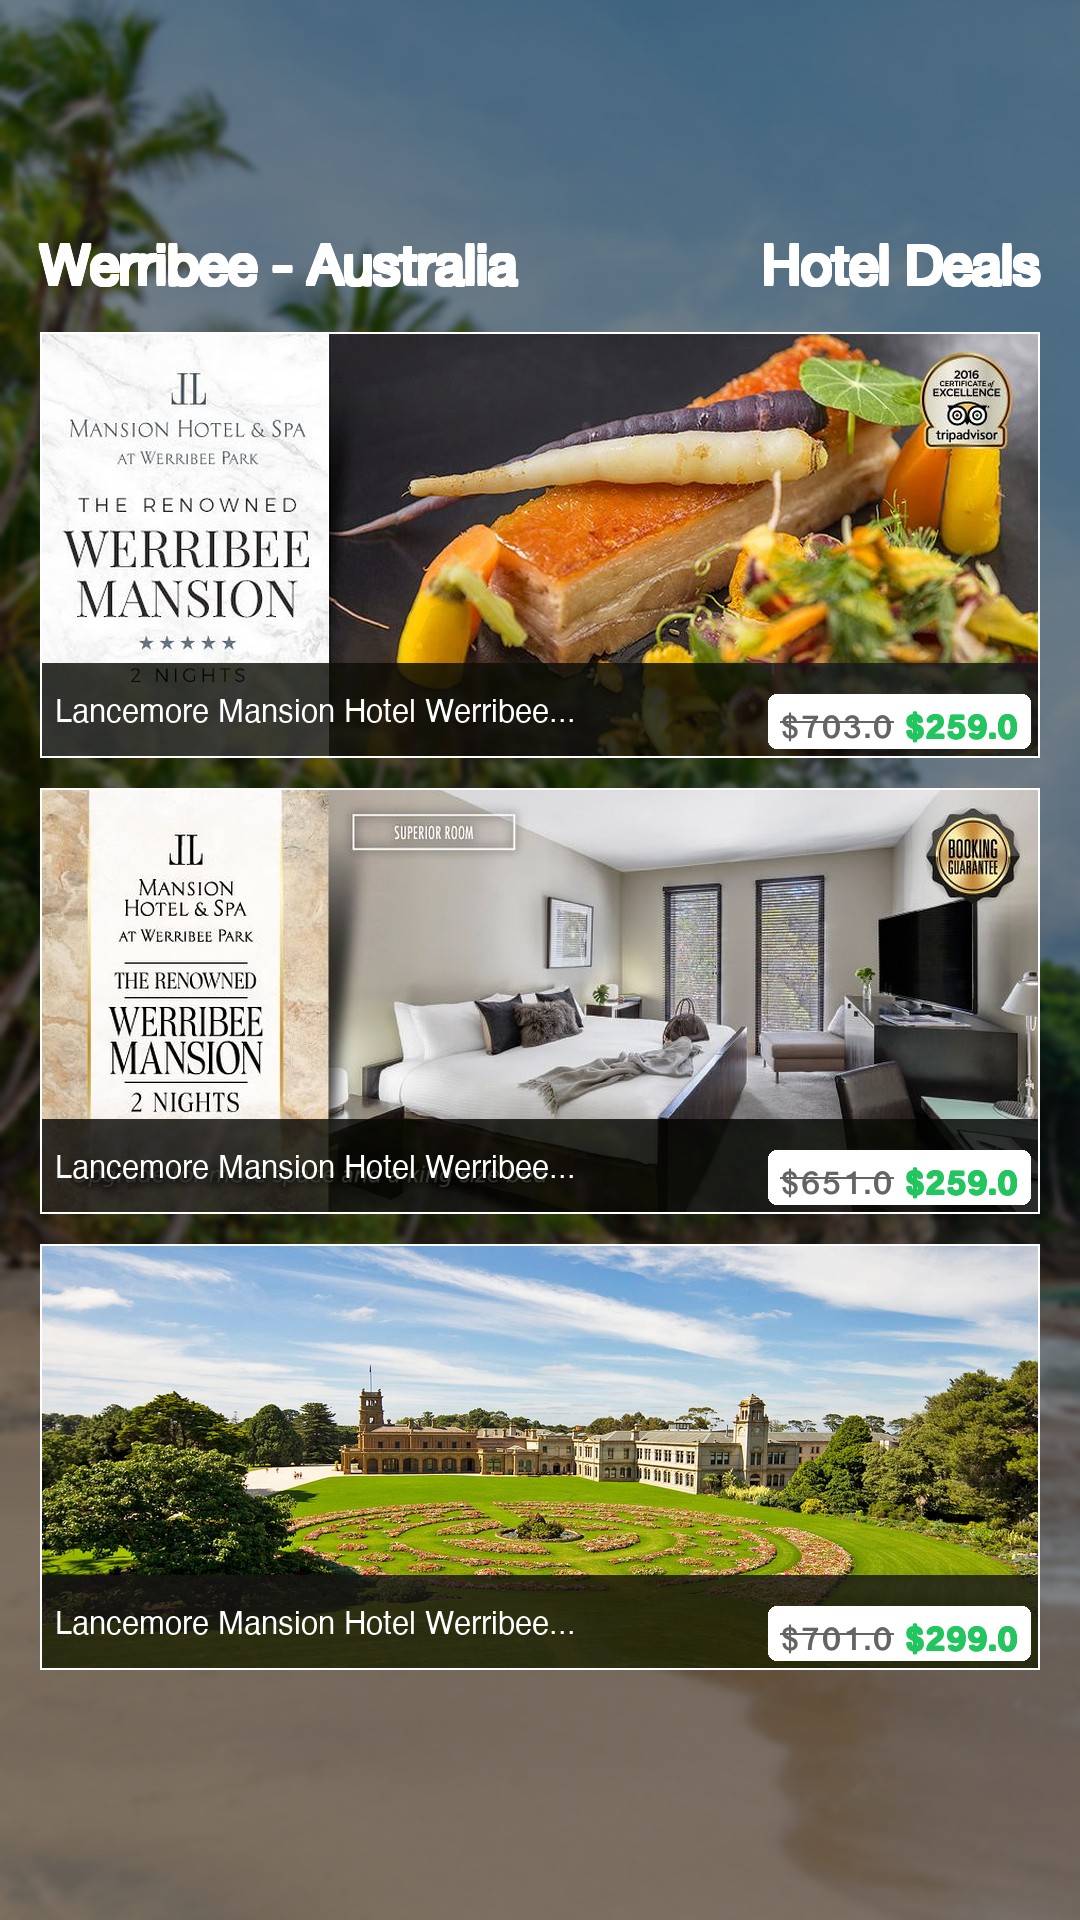 Werribee - Australia
Hotel Deals
JL
MANSION HOTEL & SPA
AT WERRIBEE PARK
THE RENOWNED
WERRIBEE
MANSION
★★★★★
2 NIGHTS
2016
CERTIFICATE of
EXCELLENCE
tripadvisor
Lancemore Mansion Hotel Werribee...
$703.0 $259.0
JL
MANSION
HOTEL & SPA
AT WERRIBEE PARK
THE RENOWNED
WERRIBEE
MANSION
2 NIGHTS
SUPERIOR ROOM
BOOKING
GUARANTEE
Lancemore Mansion Hotel Werribee...
$651.0 $259.0
Lancemore Mansion Hotel Werribee...
$701.0 $299.0